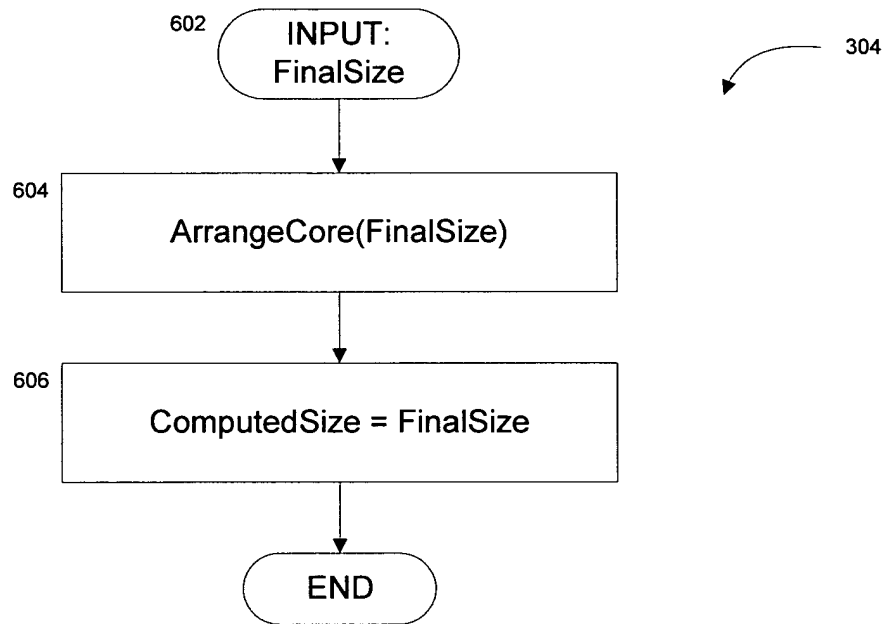 602
INPUT:
FinalSize
304
604
ArrangeCore(FinalSize)
606
ComputedSize = FinalSize
END